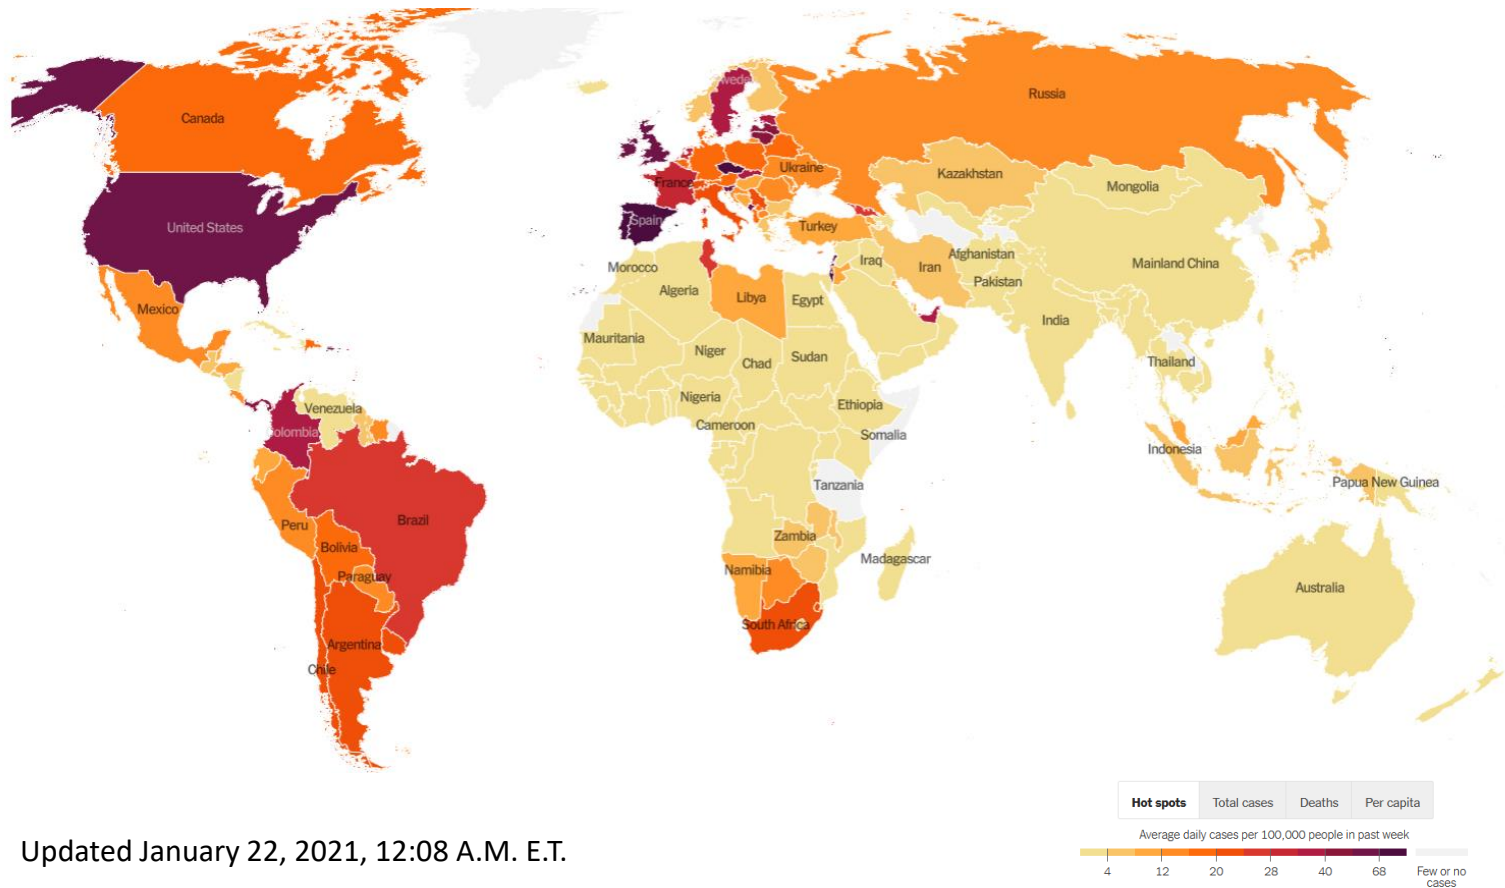 wede
Canada
Russia
Ukraine
France
Kazakhstan
Mongolia
United States
Spain
Turkey
Afghanistan
Iraq
Iran
Mainland China
Morocco
Pakistan
Algeria
Libya
Egypt
Mexico
India
Mauritania
Niger
Chad
Sudan
Thailand
Nigeria
Ethiopia
Venezuela
Cameroon
olombia
Somalia
Indonesia
Tanzania
Papua New Guinea
Brazil
Peru
Zambia
Bolivia
Madagascar
Namibia
Paraguay
Australia
South Africa
Argentina
Chile
Hot spots Total cases Deaths Per capita
Average daily cases per 100,000 people in past week
Updated January 22, 2021, 12:08 A.M. E.T.
4 12 20 28 40 68 Few or no
cases